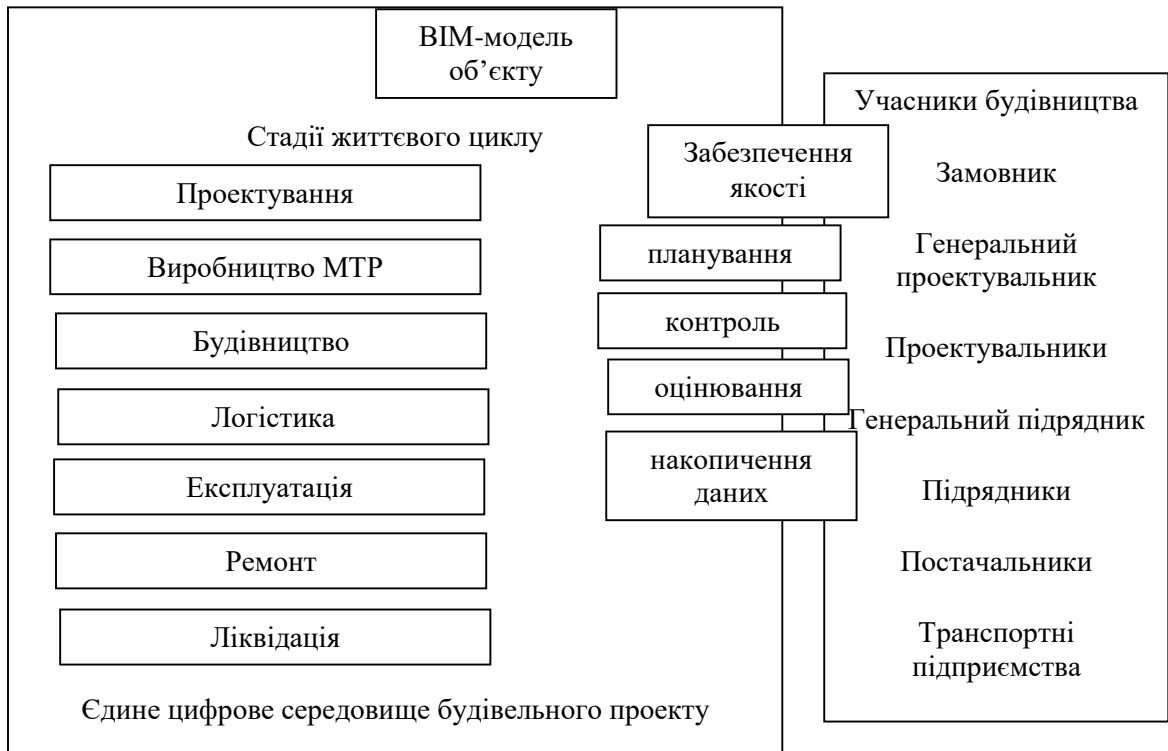 BIM-модель
об’єкту
Стадії життєвого циклу
Проектування
Виробництво МТР
Будівництво
Логістика
Експлуатація
Ремонт
Ліквідація
Єдине цифрове середовище будівельного проекту
Забезпечення
якості
планування
контроль
оцінювання
накопичення
даних
Учасники будівництва
Замовник
Генеральний
проектувальник
Проектувальники
Генеральний підрядник
Підрядники
Постачальники
Транспортні
підприємства